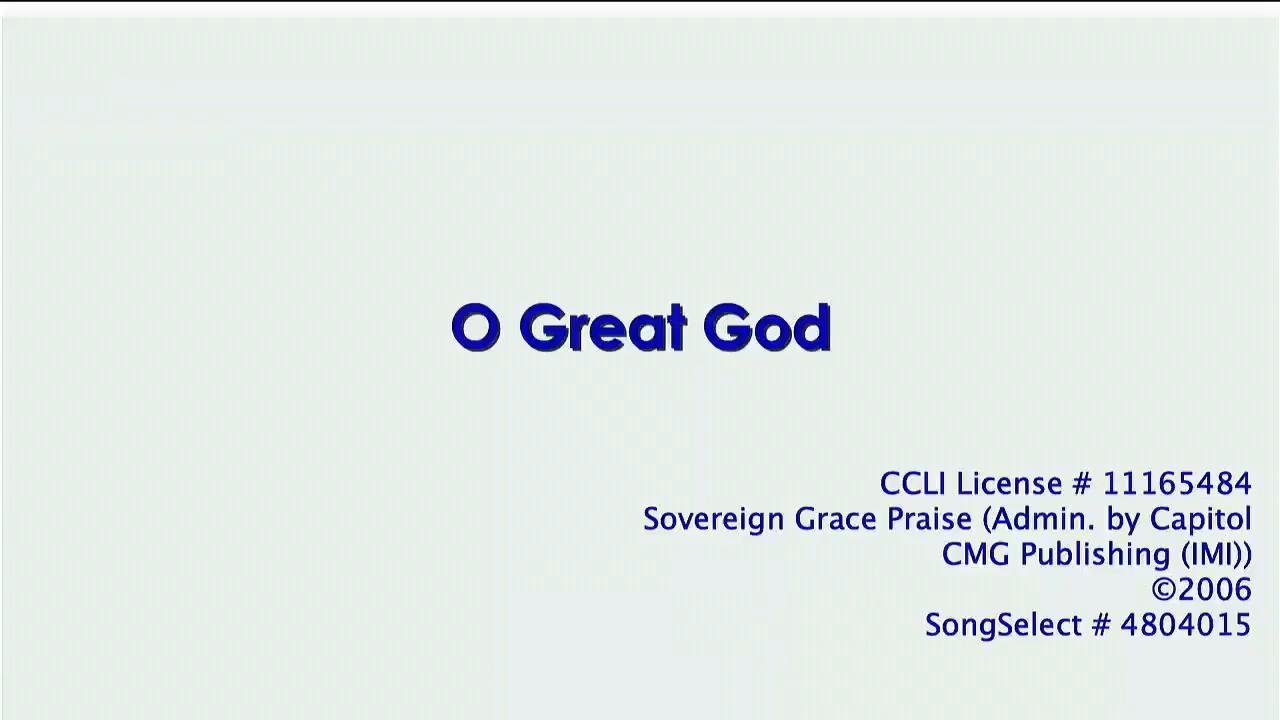 O Great God
CCLI License # 11165484
Sovereign Grace Praise (Admin. by Capitol
CMG Publishing (IMI))
©2006
SongSelect # 4804015